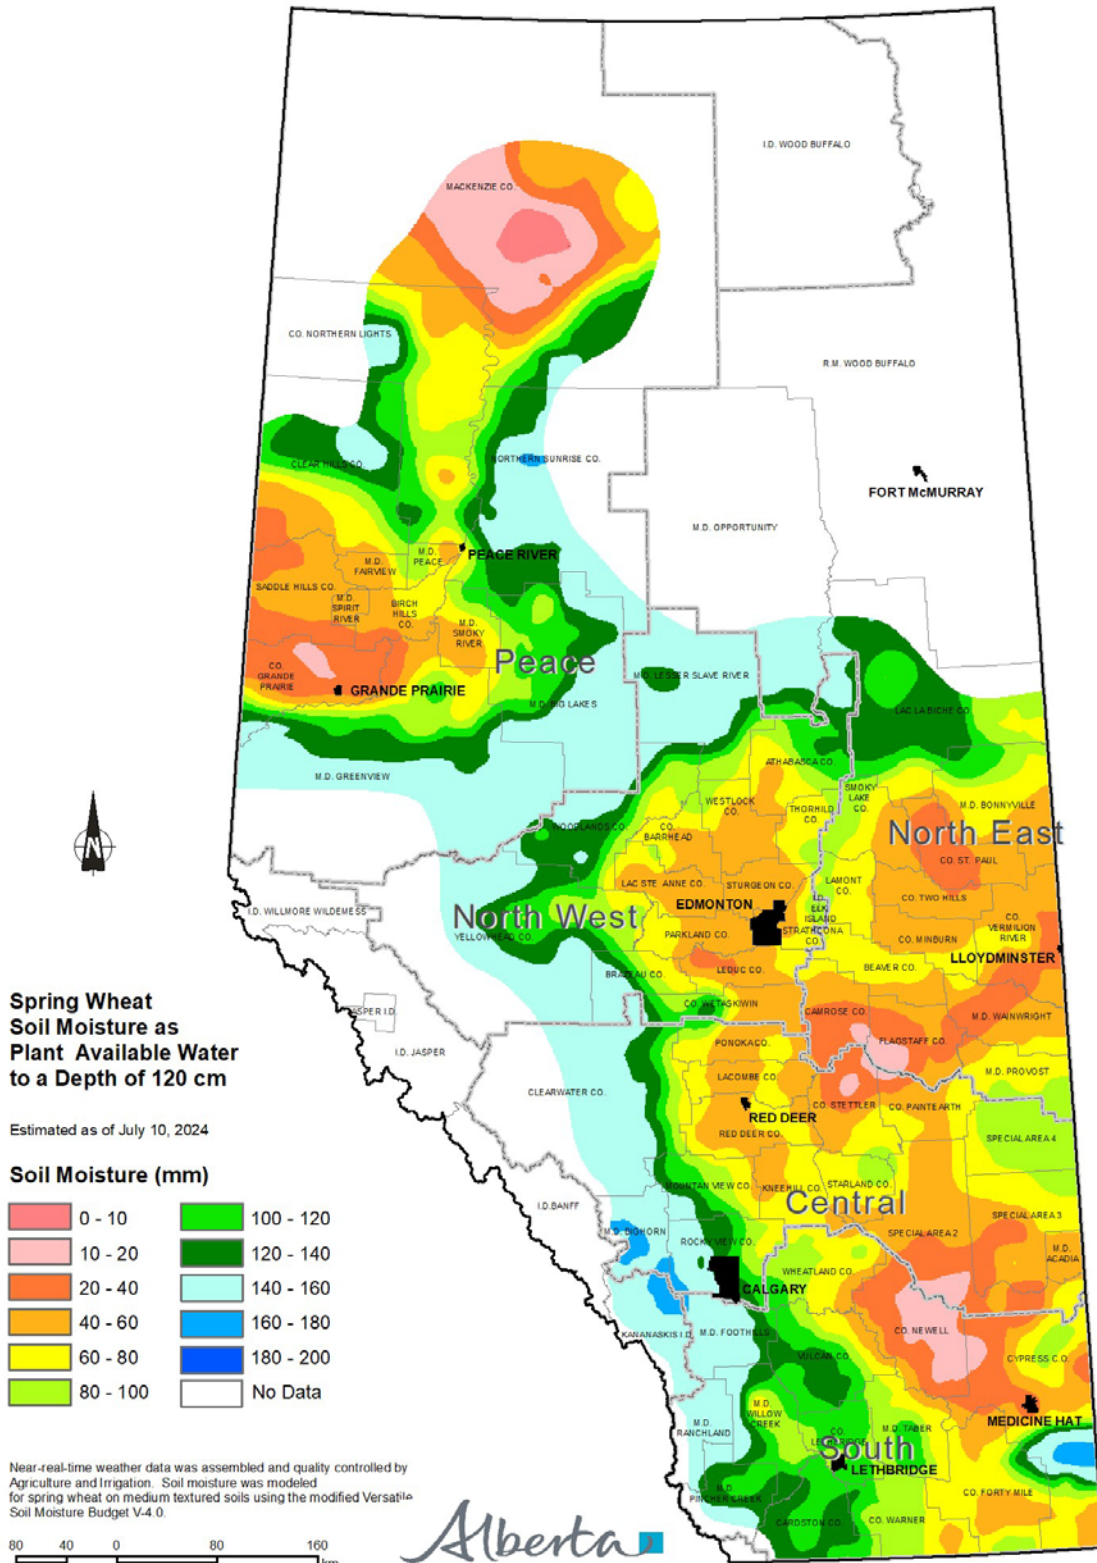 I.D. WOOD BUFFALO
MACKENZIE CO.
CO. NORTHERN LIGHTS
R.M. WOOD BUFFALO
CLEAR HILLS CO.
NORTHERN SUNRISE CO.
FORT McMURRAY
M.D. OPPORTUNITY
PEACE RIVER
M.D.
PEACE
M.D.
FAIRVIEW
SADDLE HILLS CO.
M.D.
SPIRIT
RIVER
BIRCH
HILLS
CO.
M.D.
SMOKY
RIVER
Peace
CO.
GRANDE
PRAIRIE
GRANDE PRAIRIE
M.D. LESSER SLAVE RIVER
M.D. BIG LAKES
LAC LA BICHE CO.
M.D. GREENVIEW
ATHABASCA CO.
SMOKY
LAKE
CO.
M.D. BONNYVILLE
WESTLOCK
CO.
THORHILD
CO.
WOODLANDS CO.
CO.
BARRHEAD
North East
CO. ST. PAUL
N
LAC STE ANNE CO.
STURGEON CO.
LAMONT
CO.
CO. TWO HILLS
I.D. WILLMORE WILDERNESS
North West
EDMONTON
I.D.
ELK
ISLAND
CO.
VERMILION
RIVER
YELLOWHEAD CO.
PARKLAND CO.
STRATHCONA
CO.
CO. MINBURN
LLOYDMINSTER
BRAZEAU CO.
LEDUC CO.
BEAVER CO.
Spring Wheat
Soil Moisture as
Plant Available Water
to a Depth of 120 cm
JASPER I.D.
CO. WETASKIWIN
CAMROSE CO.
M.D. WAINWRIGHT
I.D. JASPER
PONOKA CO.
FLAGSTAFF CO.
M.D. PROVOST
CLEARWATER CO.
LACOMBE CO.
CO. STETTLER
CO. PAINTEARTH
RED DEER
Estimated as of July 10, 2024
RED DEER CO.
SPECIAL AREA 4
Soil Moisture (mm)
0 - 10
10 - 20
20 - 40
40 - 60
60 - 80
80 - 100
100 - 120
120 - 140
140 - 160
160 - 180
180 - 200
No Data
MOUNTAIN VIEW CO.
KNEEHILL CO.
STARLAND CO.
I.D.BANFF
Central
SPECIAL AREA 3
M.D. BIGHORN
ROCKY VIEW CO.
SPECIAL AREA 2
M.D.
ACADIA
WHEATLAND CO.
CALGARY
KANANASKIS I.D.
M.D. FOOTHILLS
CO. NEWELL
VULCAN CO.
CYPRESS CO.
M.D.
WILLOW
CREEK
M.D.
RANCHLAND
MEDICINE HAT
M.D. TABER
CO.
LETHBRIDGE
South
LETHBRIDGE
M.D.
PINCHER CREEK
CO. FORTY MILE
CARDSTON CO.
CO. WARNER
Near-real-time weather data was assembled and quality controlled by
Agriculture and Irrigation. Soil moisture was modeled
for spring wheat on medium textured soils using the modified Versatile
Soil Moisture Budget V-4.0.
80 40 0 80 160
km
Alberta